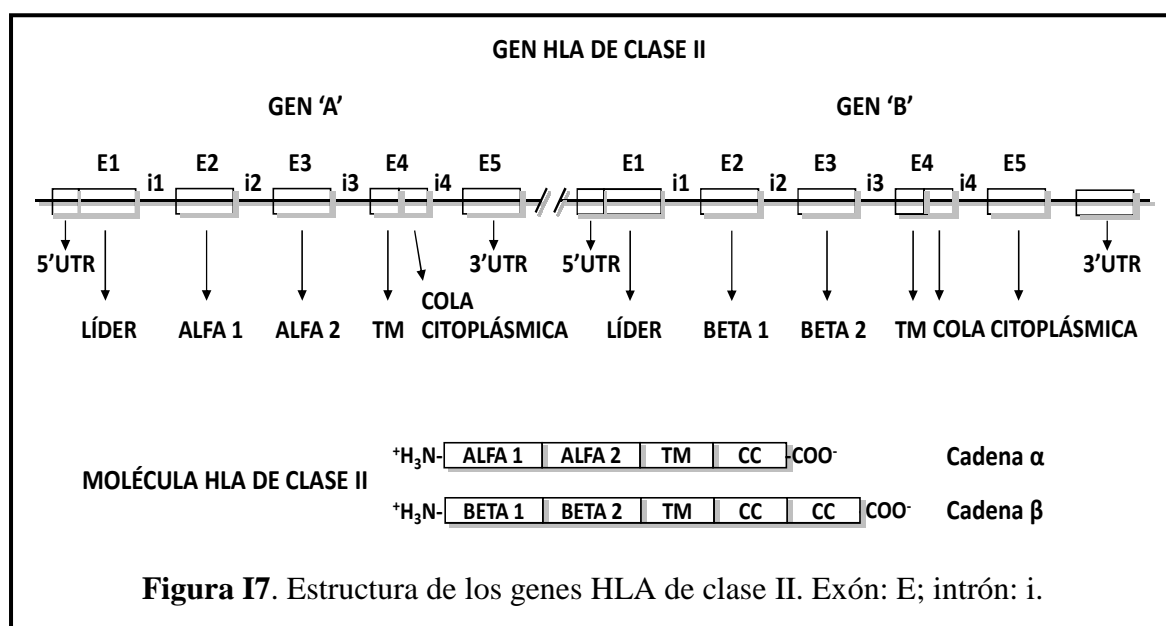 GEN HLA DE CLASE II
GEN ‘A’ GEN ‘B’
E1 E2 E3 E4 E5 E1 E2 E3 E4 E5
i1 i2 i3 i4 i1 i2 i3 i4
5’UTR 3’UTR 5’UTR 3’UTR
COLA
LÍDER ALFA 1 ALFA 2 TM CITOPLÁSMICA LÍDER BETA 1 BETA 2 TM COLA CITOPLÁSMICA
⁺H₃N- ALFA 1 ALFA 2 TM CC -COO⁻ Cadena α
MOLÉCULA HLA DE CLASE II
⁺H₃N- BETA 1 BETA 2 TM CC CC COO⁻ Cadena β
Figura I7. Estructura de los genes HLA de clase II. Exón: E; intrón: i.